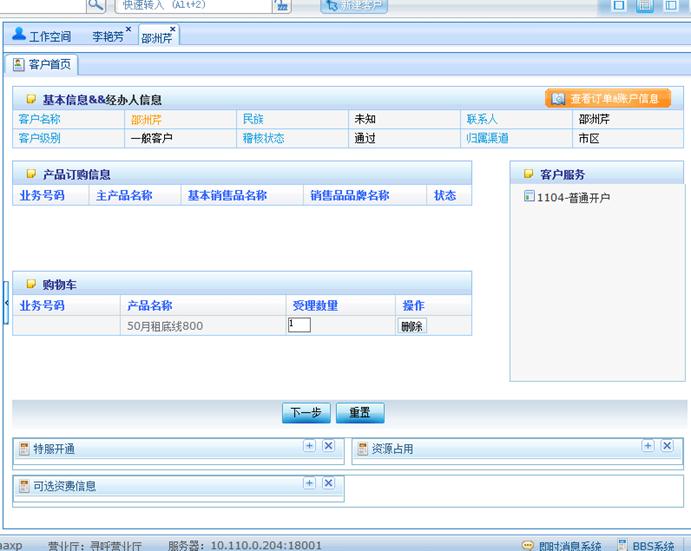 快速转入 (Alt+2) 新建客户
工作空间 李艳芳 邵洲芹
客户首页
基本信息&&经办人信息 查看订单&账户信息
客户名称 邵洲芹 民族 未知 联系人 邵洲芹
客户级别 一般客户 稽核状态 通过 归属渠道 市区
产品订购信息
业务号码 主产品名称 基本销售品名称 销售品品牌名称 状态
客户服务
1104-普通开户
购物车
业务号码 产品名称 受理数量 操作
50月租底线800 1 删除
下一步 重置
特服开通 资源占用
可选资费信息
aaxp 营业厅: 寻呼营业厅 服务器: 10.110.0.204:18001 即时消息系统 BBS系统